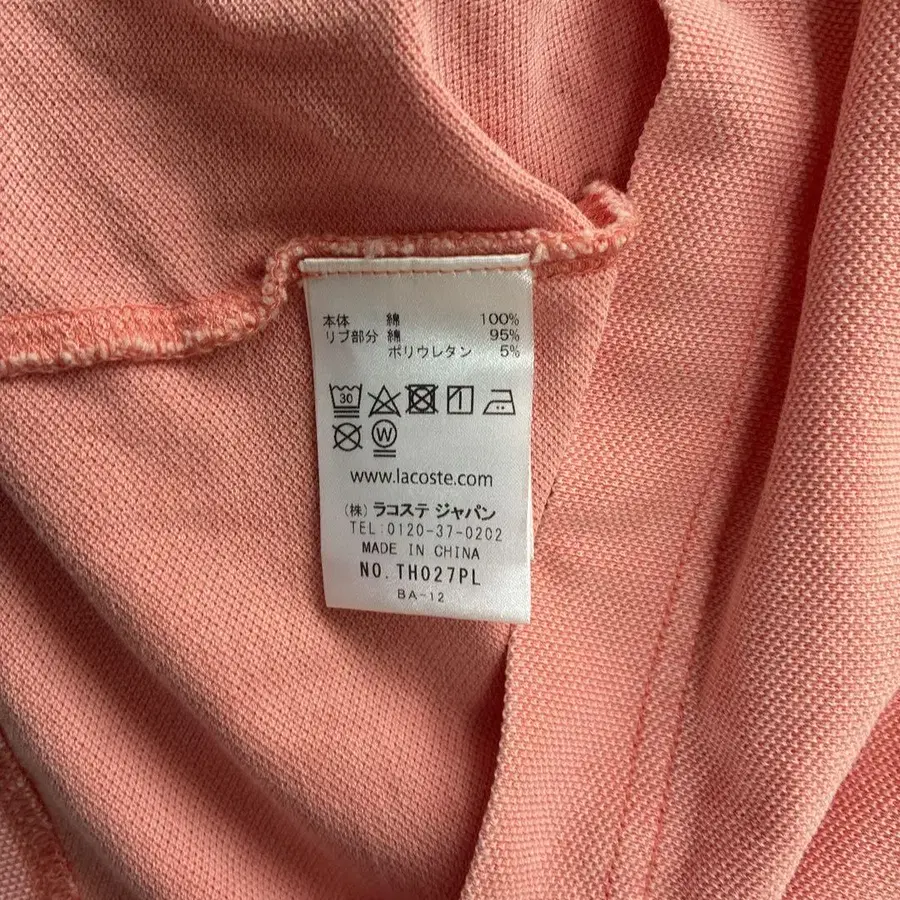 本体 綿 100%
リブ部分 綿 95%
ポリウレタン 5%
30
W
www.lacoste.com
(株) ラコステ ジャパン
TEL:0120-37-0202
MADE IN CHINA
NO. TH027PL
BA-12